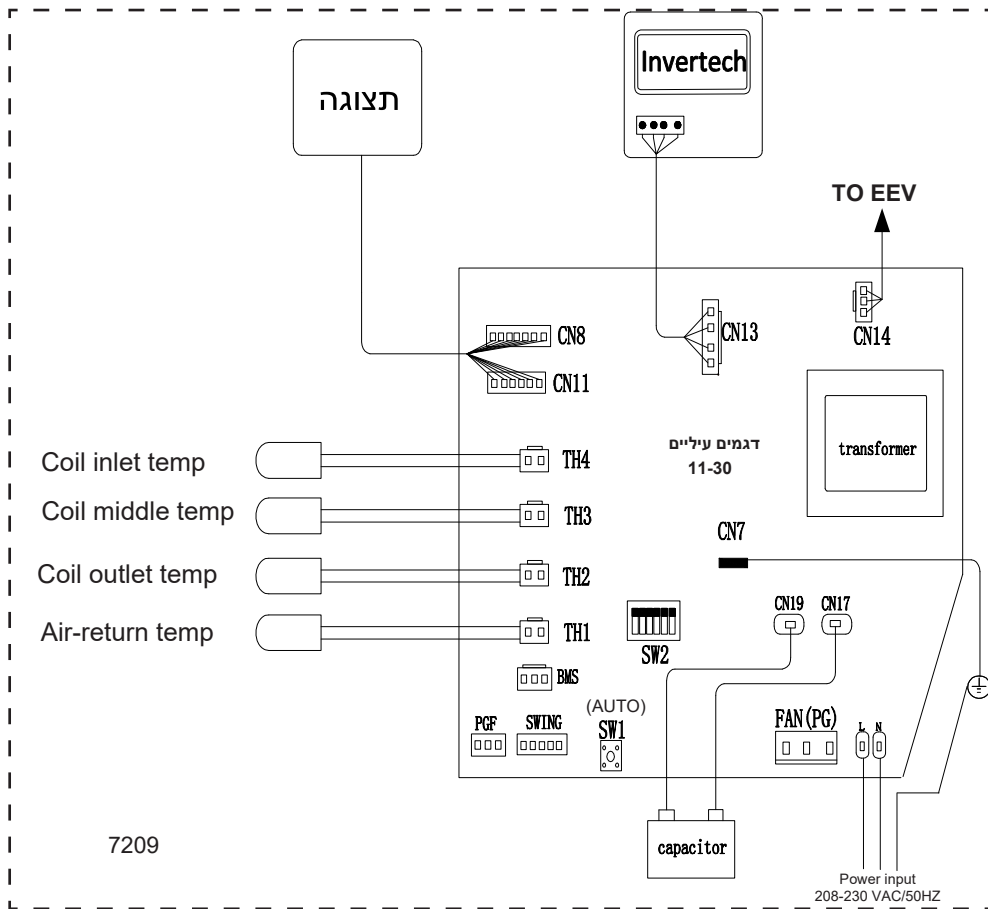 תצוגה
Invertech
TO EEV
CN8
CN13
CN14
CN11
דגמים עיליים
11-30
transformer
Coil inlet temp
TH4
Coil middle temp
TH3
CN7
Coil outlet temp
TH2
CN19
CN17
Air-return temp
TH1
SW2
BMS
(AUTO)
PGF
SWING
SW1
FAN(PG)
L
N
7209
capacitor
Power input
208-230 VAC/50HZ